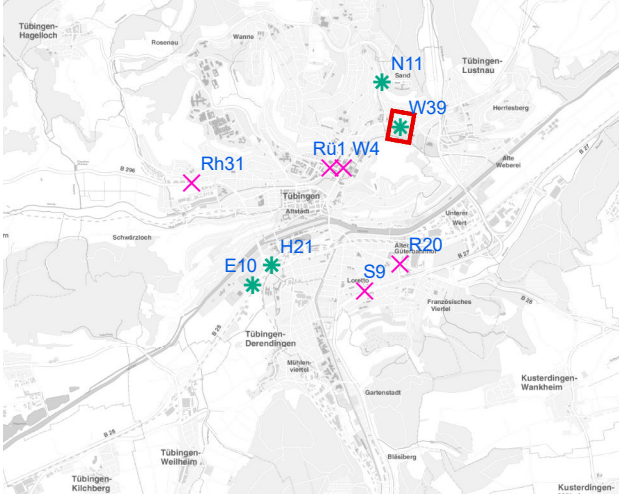 Tübingen-
Hagelloch
Rosenau
Wanne
N11
Sand
Tübingen-
Lustnau
W39
Herrlesberg
B 27
Rü1 W4
Alte
Weberei
Rh31
B 296
Tübingen
Altstadt
Unterer
Wert
Schwärzloch
H21
Alter
Güterbahnhof
R20
B 27
E10
Loretto
S9
B 28
Französisches
Viertel
B 28
Tübingen-
Derendingen
Mühlen-
viertel
Kusterdingen-
Wankheim
Gartenstadt
B 28
Tübingen-
Weilheim
Bläsiberg
Tübingen-
Kilchberg
Kusterdingen-